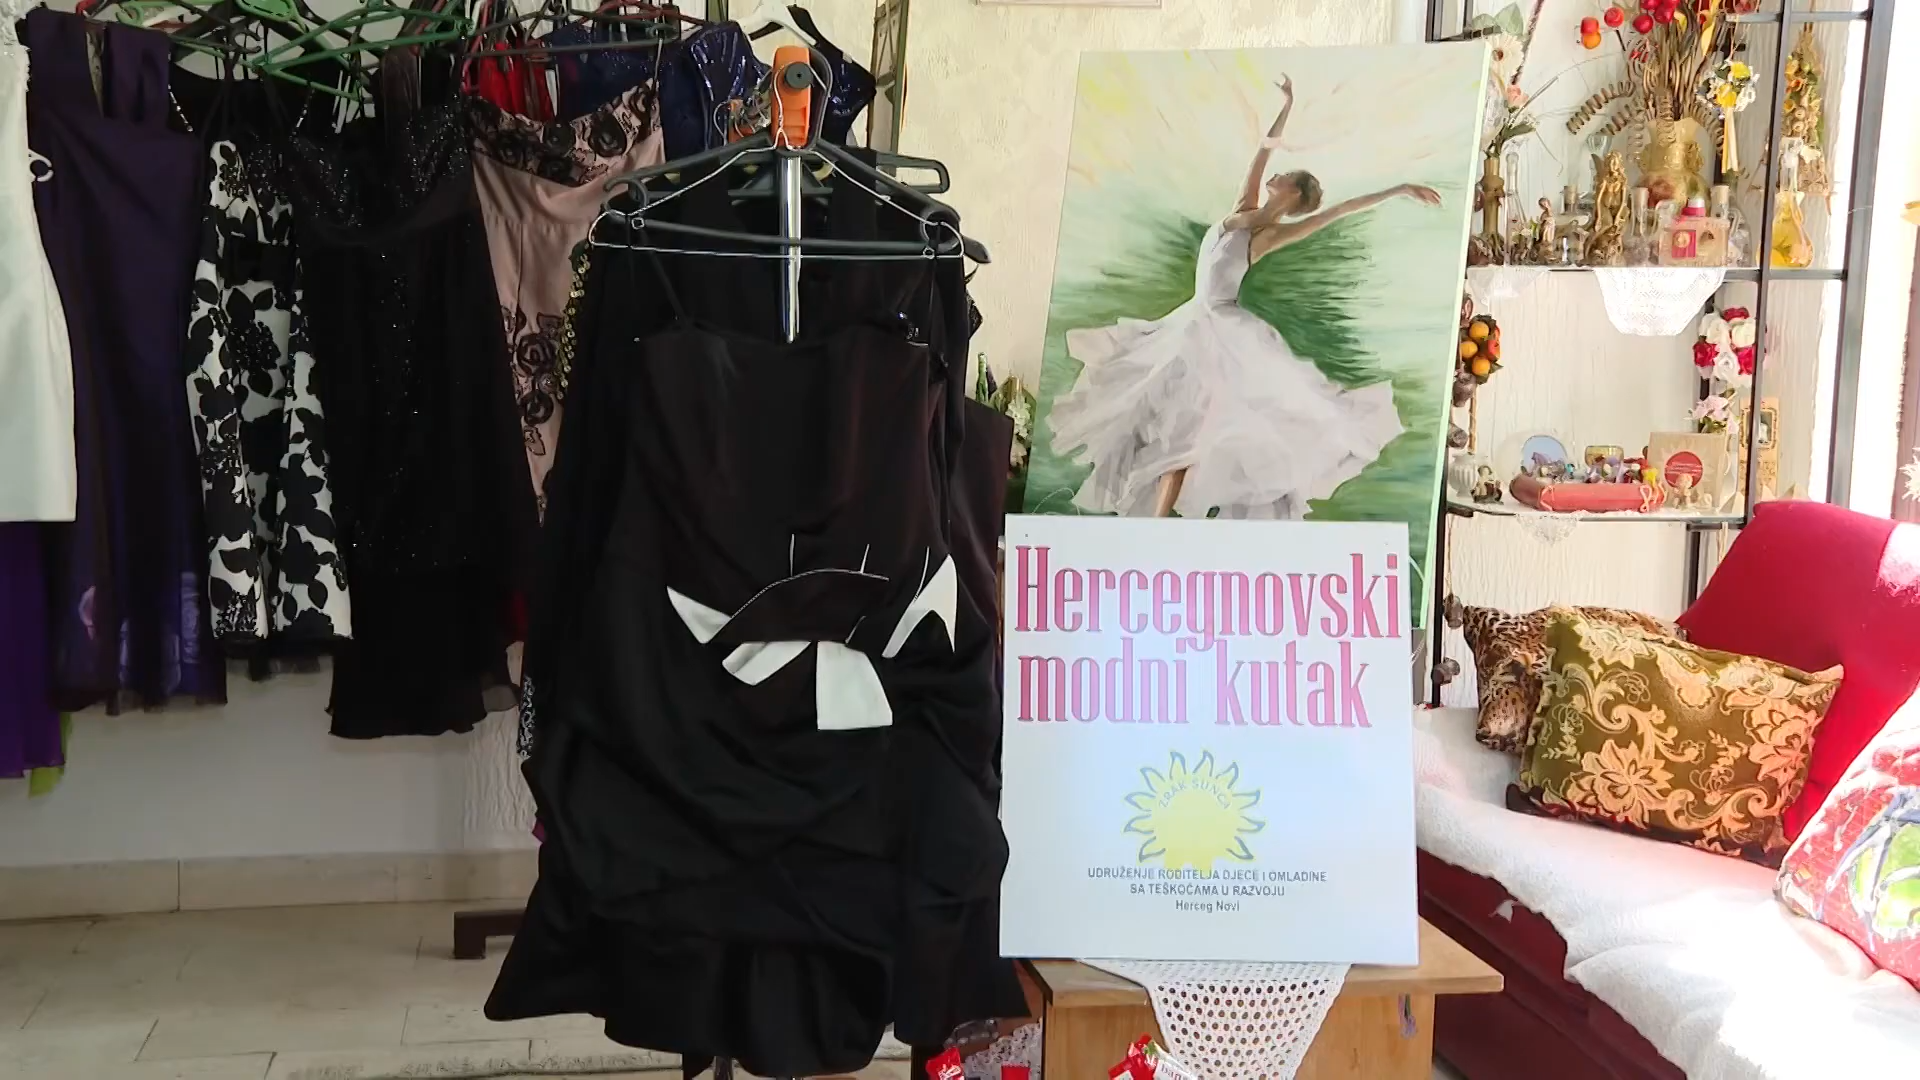 Hercegnovski
modni kutak
ZRAK SUNCA
UDRUŽENJE RODITELJA DJECE I OMLADINE
SA TEŠKOĆAMA U RAZVOJU
Herceg Novi